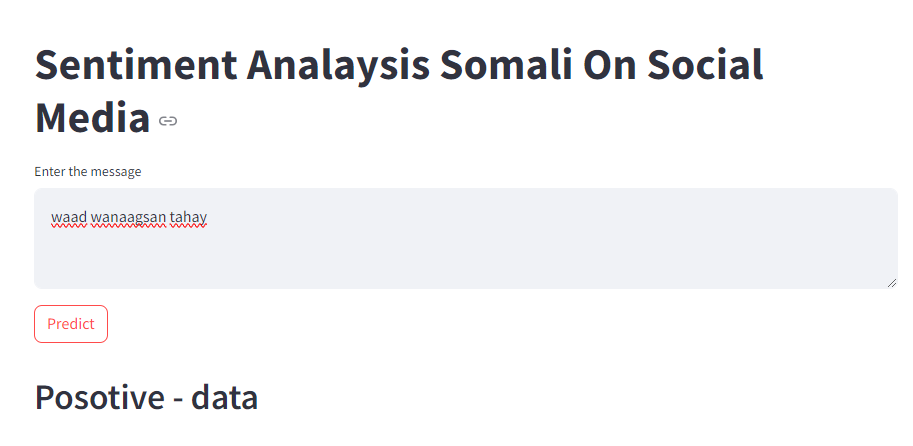 Sentiment Analaysis Somali On Social
Media
Enter the message
waad wanaagsan tahay
Predict
Posotive - data